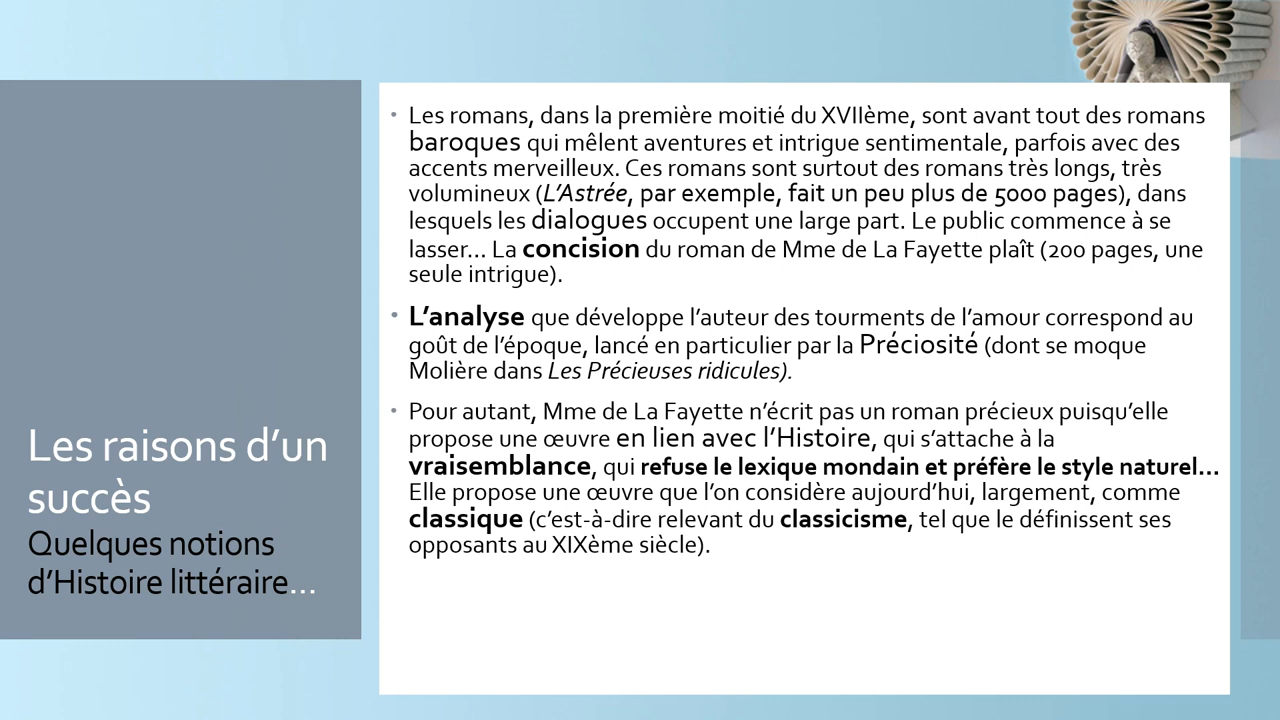 Les raisons d’un
succès
Quelques notions
d’Histoire littéraire…
• Les romans, dans la première moitié du XVIIème, sont avant tout des romans
baroques qui mêlent aventures et intrigue sentimentale, parfois avec des
accents merveilleux. Ces romans sont surtout des romans très longs, très
volumineux (L’Astrée, par exemple, fait un peu plus de 5000 pages), dans
lesquels les dialogues occupent une large part. Le public commence à se
lasser… La concision du roman de Mme de La Fayette plaît (200 pages, une
seule intrigue).
• L’analyse que développe l’auteur des tourments de l’amour correspond au
goût de l’époque, lancé en particulier par la Préciosité (dont se moque
Molière dans Les Précieuses ridicules).
• Pour autant, Mme de La Fayette n’écrit pas un roman précieux puisqu’elle
propose une œuvre en lien avec l’Histoire, qui s’attache à la
vraisemblance, qui refuse le lexique mondain et préfère le style naturel…
Elle propose une œuvre que l’on considère aujourd’hui, largement, comme
classique (c’est-à-dire relevant du classicisme, tel que le définissent ses
opposants au XIXème siècle).